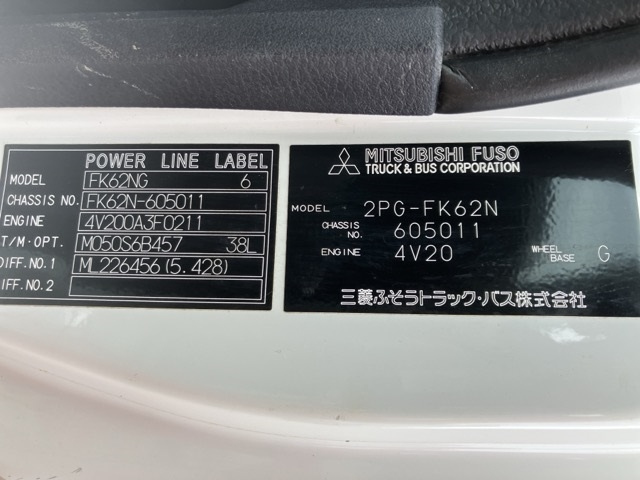 POWER LINE LABEL
MODEL FK62NG 6
CHASSIS NO. FK62N-605011
ENGINE 4V200A3F0211
T/M·OPT. M050S6B457 38L
DIFF.NO.1 ML226456(5.428)
DIFF.NO.2
MITSUBISHI FUSO
TRUCK & BUS CORPORATION
MODEL 2PG-FK62N
CHASSIS NO. 605011
ENGINE 4V20 WHEEL BASE G
三菱ふそうトラック・バス株式会社